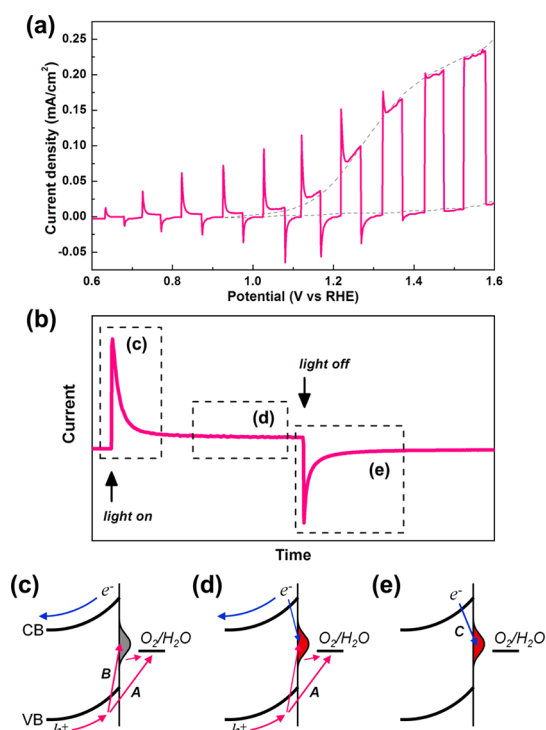 (a)
Current density (mA/cm²)
0.25
0.20
0.15
0.10
0.05
0.00
-0.05
0.6 0.8 1.0 1.2 1.4 1.6
Potential (V vs RHE)
(b)
Current
(c)
(d)
(e)
light on
light off
Time
(c) (d) (e)
CB
VB
e⁻
B
A
h⁺
O₂/H₂O
e⁻
A
O₂/H₂O
e⁻
C
O₂/H₂O